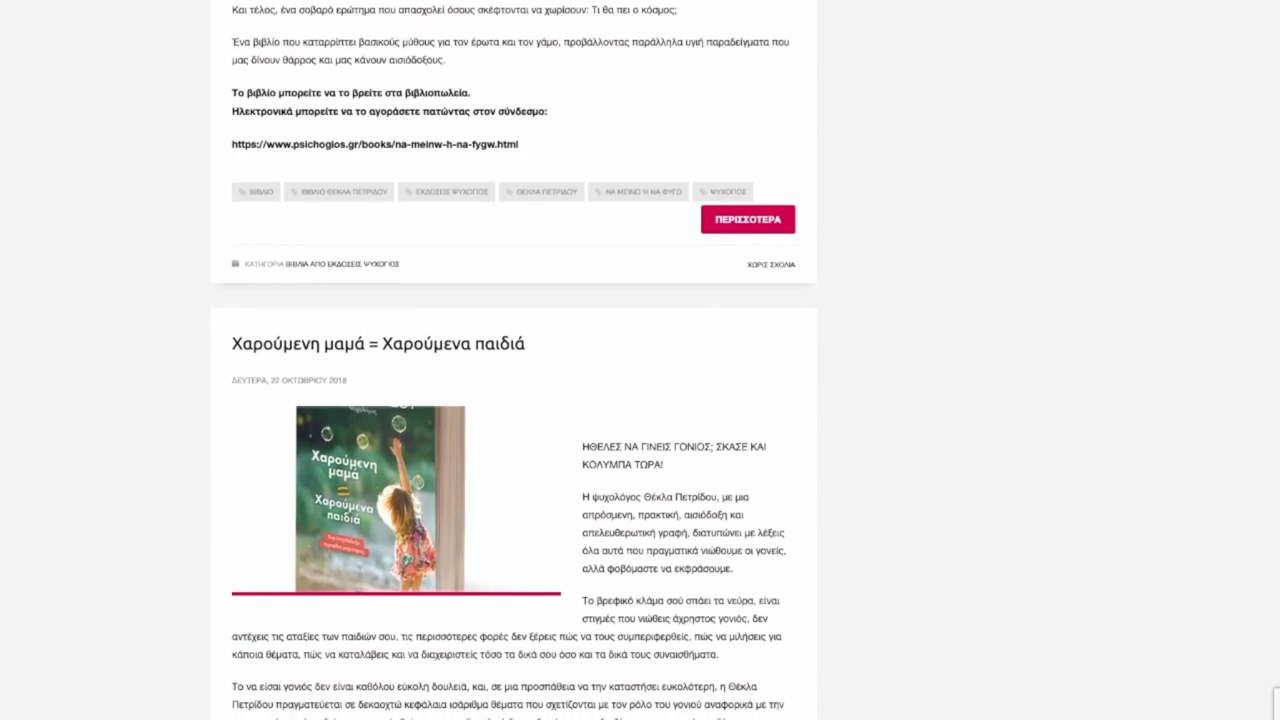 Και τέλος, ένα σοβαρό ερώτημα που απασχολεί όσους σκέφτονται να χωρίσουν: Τι θα πει ο κόσμος;
Ένα βιβλίο που καταρρίπτει βασικούς μύθους για τον έρωτα και τον γάμο, προβάλλοντας παράλληλα υγιή παραδείγματα που
μας δίνουν θάρρος και μας κάνουν αισιόδοξους.
Το βιβλίο μπορείτε να το βρείτε στα βιβλιοπωλεία.
Ηλεκτρονικά μπορείτε να το αγοράσετε πατώντας στον σύνδεσμο:
https://www.psichogios.gr/books/na-meinw-h-na-fygw.html
ΒΙΒΛΙΟ ΒΙΒΛΙΟ ΘΕΚΛΑ ΠΕΤΡΙΔΟΥ ΕΚΔΟΣΕΙΣ ΨΥΧΟΓΙΟΣ ΘΕΚΛΑ ΠΕΤΡΙΔΟΥ ΝΑ ΜΕΙΝΩ Ή ΝΑ ΦΥΓΩ ΨΥΧΟΓΙΟΣ
ΠΕΡΙΣΣΟΤΕΡΑ
ΚΑΤΗΓΟΡΙΑ ΒΙΒΛΙΑ ΑΠΟ ΕΚΔΟΣΕΙΣ ΨΥΧΟΓΙΟΣ
ΧΩΡΙΣ ΣΧΟΛΙΑ
Χαρούμενη μαμά = Χαρούμενα παιδιά
ΔΕΥΤΕΡΑ, 22 ΟΚΤΩΒΡΙΟΥ 2018
Χαρούμενη
μαμά
=
Χαρούμενα
παιδιά
ΗΘΕΛΕΣ ΝΑ ΓΙΝΕΙΣ ΓΟΝΙΟΣ; ΣΚΑΣΕ ΚΑΙ
ΚΟΛΥΜΠΑ ΤΩΡΑ!
Η ψυχολόγος Θέκλα Πετρίδου, με μια
απρόσμενη, πρακτική, αισιόδοξη και
απελευθερωτική γραφή, διατυπώνει με λέξεις
όλα αυτά που πραγματικά νιώθουμε οι γονείς,
αλλά φοβόμαστε να εκφράσουμε.
Το βρεφικό κλάμα σού σπάει τα νεύρα, είναι
στιγμές που νιώθεις άχρηστος γονιός, δεν
αντέχεις τις αταξίες των παιδιών σου, τις περισσότερες φορές δεν ξέρεις πώς να τους συμπεριφερθείς, πώς να μιλήσεις για
κάποια θέματα, πώς να καταλάβεις και να διαχειριστείς τόσο τα δικά σου όσο και τα δικά τους συναισθήματα.
Το να είσαι γονιός δεν είναι καθόλου εύκολη δουλειά, και, σε μια προσπάθεια να την καταστήσει ευκολότερη, η Θέκλα
Πετρίδου πραγματεύεται σε δεκαοχτώ κεφάλαια ισάριθμα θέματα που σχετίζονται με τον ρόλο του γονιού αναφορικά με την